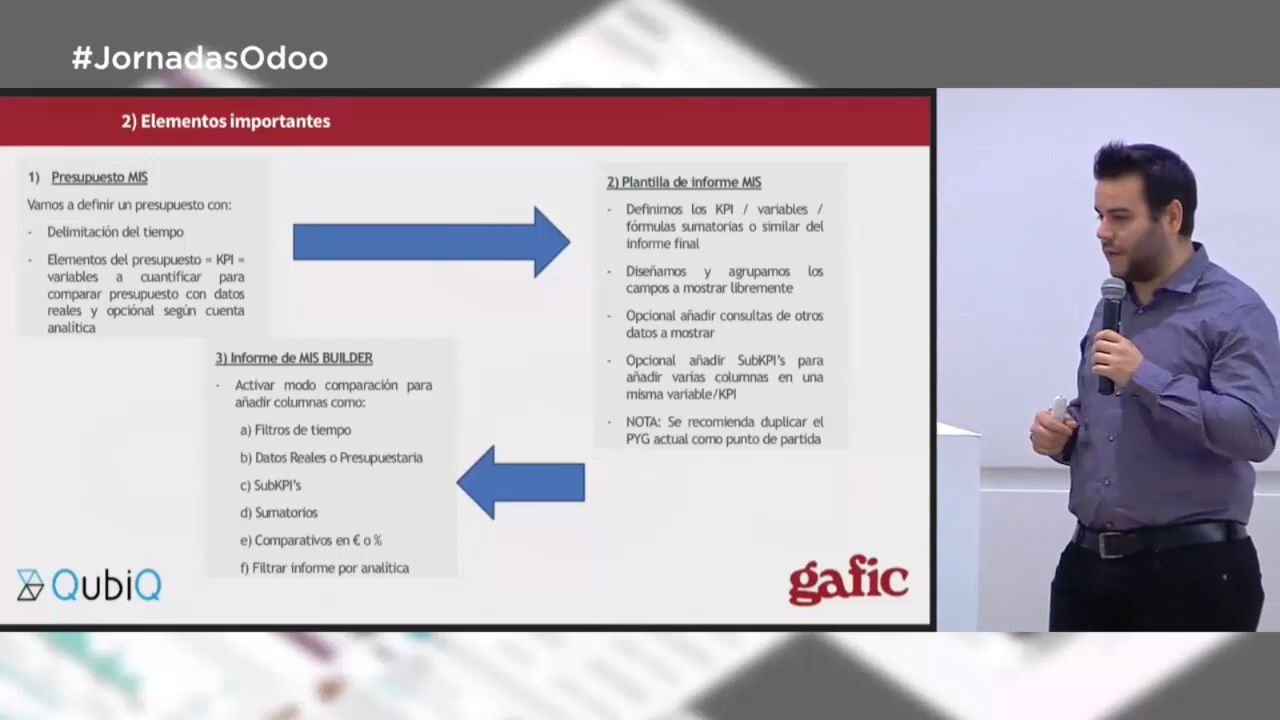 #JornadasOdoo
2) Elementos importantes
1) Presupuesto MIS
Vamos a definir un presupuesto con:
- Delimitación del tiempo
- Elementos del presupuesto = KPI =
variables a cuantificar para
comparar presupuesto con datos
reales y opciónal según cuenta
analítica
2) Plantilla de informe MIS
- Definimos los KPI / variables /
fórmulas sumatorias o similar del
informe final
- Diseñamos y agrupamos los
campos a mostrar libremente
- Opcional añadir consultas de otros
datos a mostrar
- Opcional añadir SubKPI's para
añadir varias columnas en una
misma variable/KPI
- NOTA: Se recomienda duplicar el
PYG actual como punto de partida
3) Informe de MIS BUILDER
- Activar modo comparación para
añadir columnas como:
a) Filtros de tiempo
b) Datos Reales o Presupuestaria
c) SubKPI's
d) Sumatorios
e) Comparativos en € o %
f) Filtrar informe por analítica
QubiQ
gafic